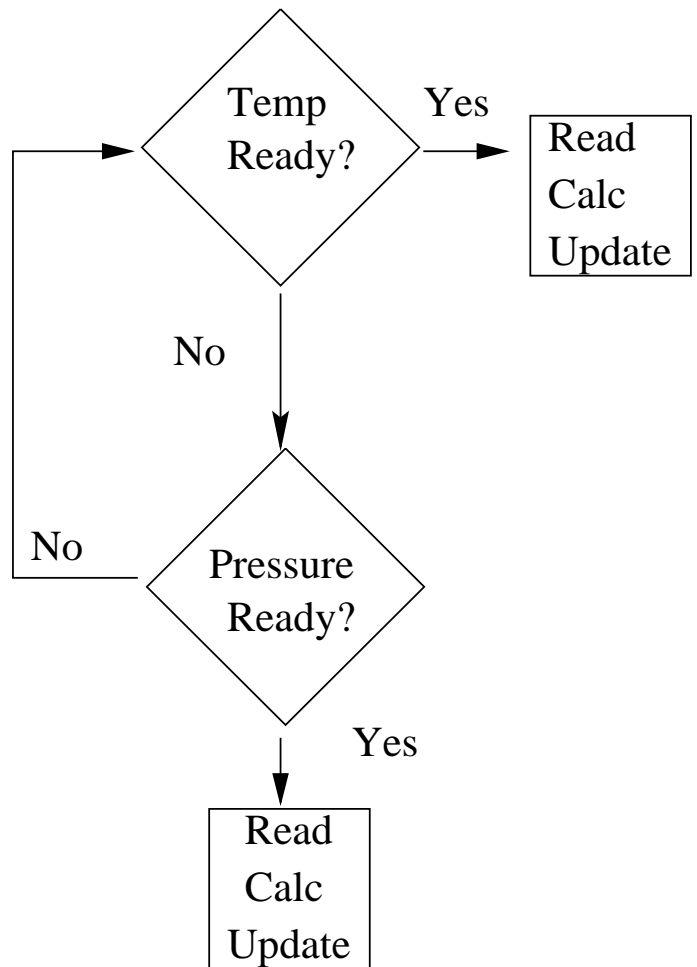 Temp
Ready?
Yes
Read
Calc
Update
No
No
Pressure
Ready?
Yes
Read
Calc
Update